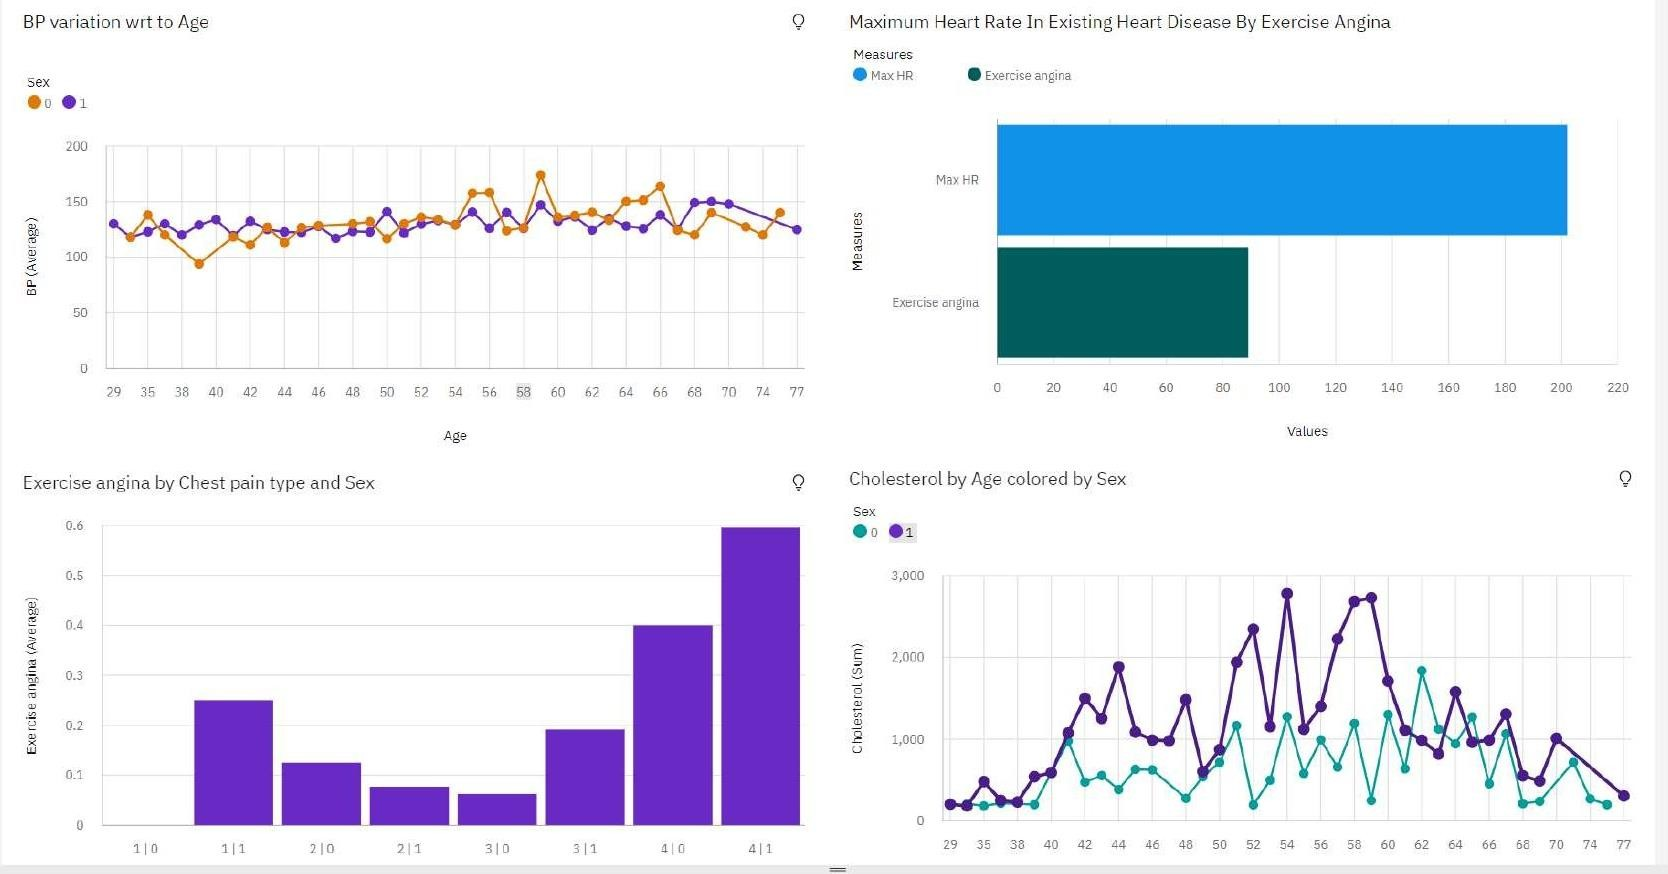 BP variation wrt to Age
Sex
0 1
200
150
100
50
0
BP (Average)
29 35 38 40 42 44 46 48 50 52 54 56 58 60 62 64 66 68 70 74 77
Age
Maximum Heart Rate In Existing Heart Disease By Exercise Angina
Measures
Max HR Exercise angina
Max HR
Exercise angina
Measures
0 20 40 60 80 100 120 140 160 180 200 220
Values
Exercise angina by Chest pain type and Sex
0.6
0.5
0.4
0.3
0.2
0.1
0
Exercise angina (Average)
1|0 1|1 2|0 2|1 3|0 3|1 4|0 4|1
Cholesterol by Age colored by Sex
Sex
0 1
3,000
2,000
1,000
0
Cholesterol (Sum)
29 35 38 40 42 44 46 48 50 52 54 56 58 60 62 64 66 68 70 74 77